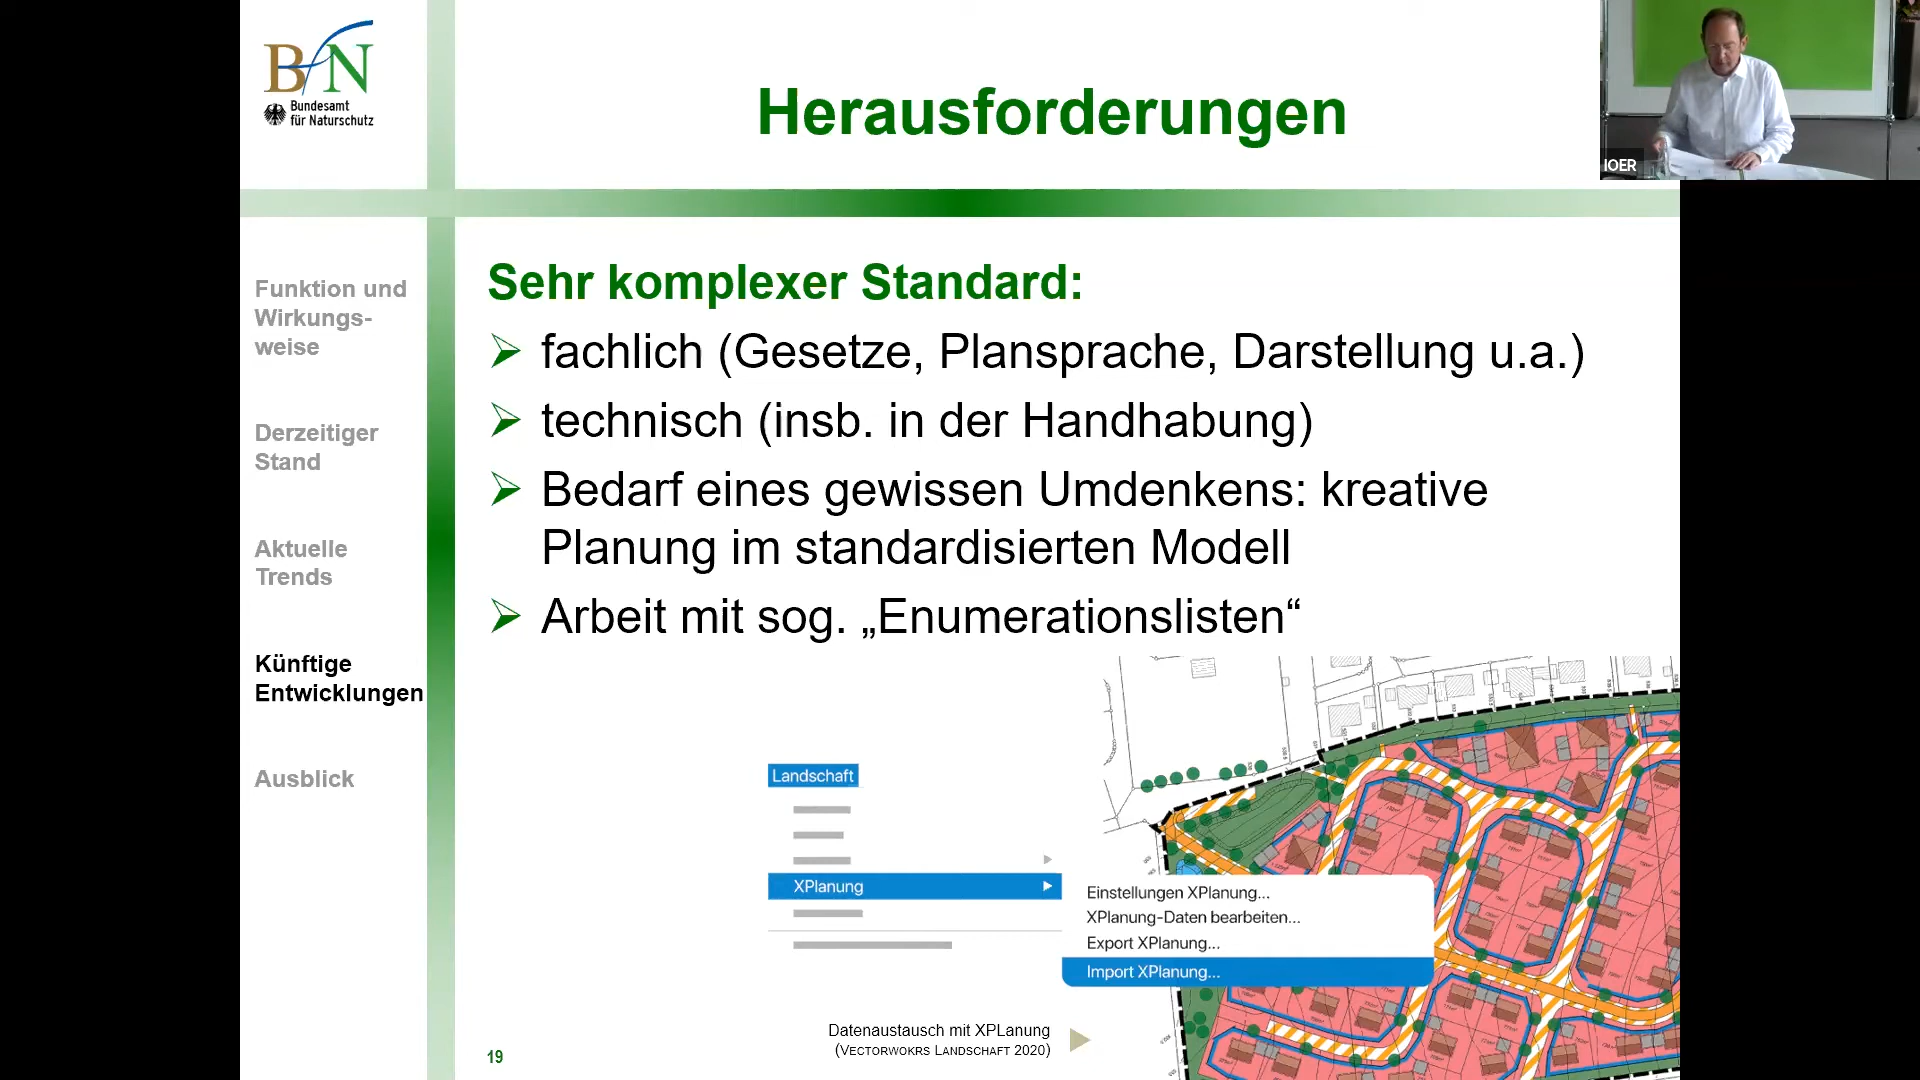 BfN
Bundesamt
für Naturschutz
Herausforderungen
IOER
Funktion und
Wirkungs-
weise
Derzeitiger
Stand
Aktuelle
Trends
Künftige
Entwicklungen
Ausblick
Sehr komplexer Standard:
fachlich (Gesetze, Plansprache, Darstellung u.a.)
technisch (insb. in der Handhabung)
Bedarf eines gewissen Umdenkens: kreative
Planung im standardisierten Modell
Arbeit mit sog. „Enumerationslisten“
Landschaft
XPlanung
Einstellungen XPlanung...
XPlanung-Daten bearbeiten...
Export XPlanung...
Import XPlanung...
Datenaustausch mit XPLanung
(VECTORWOKRS LANDSCHAFT 2020)
19